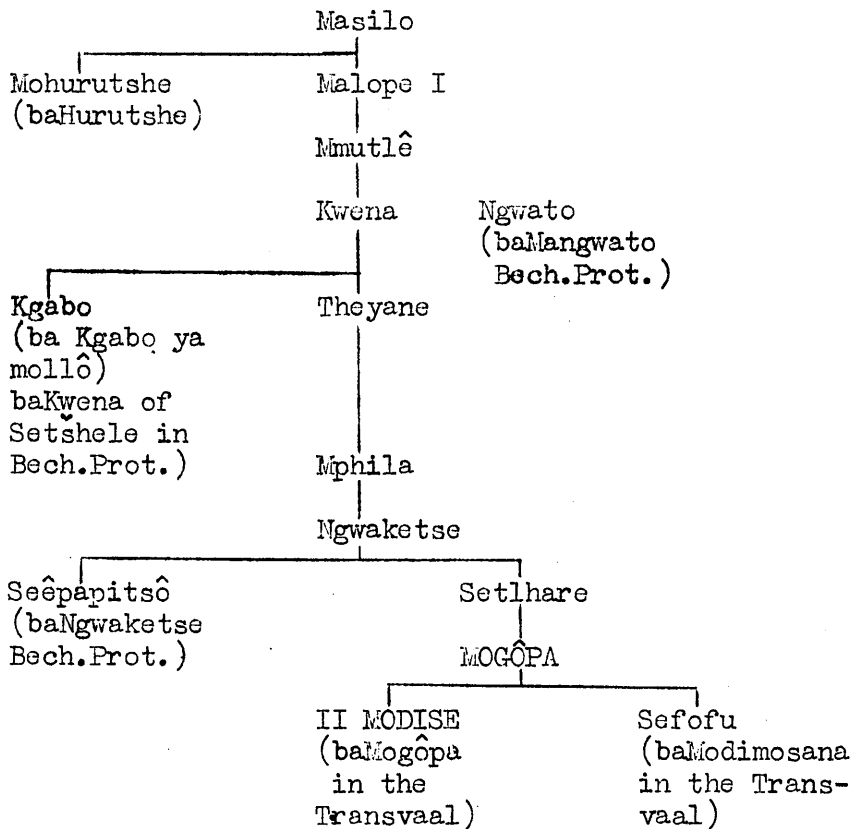 Masilo
Mohurutshe
(baHurutshe)
Malope I
Mmutlê
Kwena
Ngwato
(baMangwato
Bech.Prot.)
Kgabo
(ba Kgabo ya
mollô)
baKwena of
Setšhele in
Bech.Prot.)
Theyane
Mphila
Ngwaketse
Seêpapitsô
(baNgwaketse
Bech.Prot.)
Setlhare
MOGÔPA
II MODISE
(baMogôpa
in the
Transvaal)
Sefofu
(baModimosana
in the Trans-
vaal)